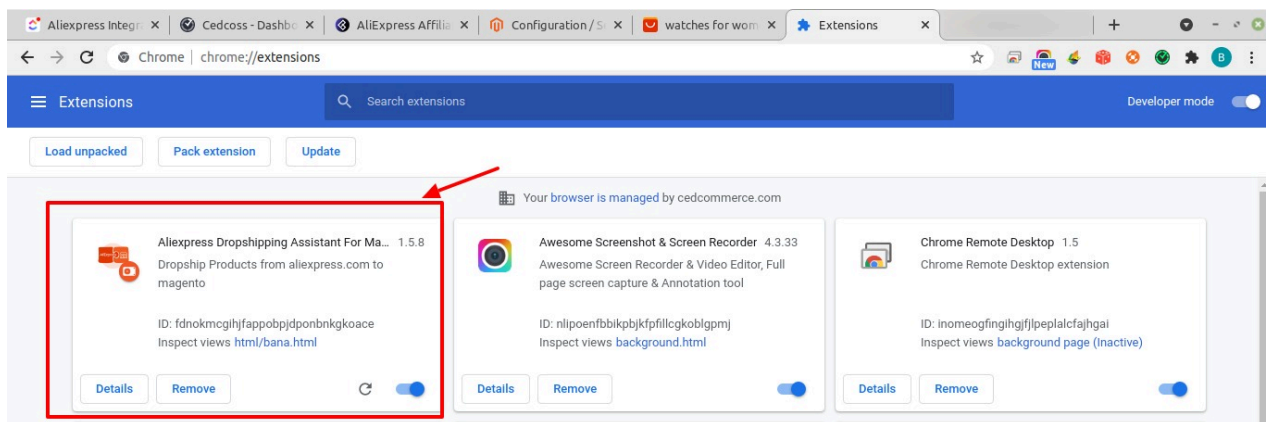 Aliexpress Integr
Cedcoss - Dashbo
AliExpress Affilia
Configuration / S
watches for wom
Extensions
Chrome | chrome://extensions
New
B
Extensions
Search extensions
Developer mode
Load unpacked
Pack extension
Update
Your browser is managed by cedcommerce.com
Aliexpress Dropshipping Assistant For Ma... 1.5.8
Dropship Products from aliexpress.com to
magento
ID: fdnokmcgihjfappobpjdponbnkgkoace
Inspect views html/bana.html
Details
Remove
Awesome Screenshot & Screen Recorder 4.3.33
Awesome Screen Recorder & Video Editor, Full
page screen capture & Annotation tool
ID: nlipoenfbbikpbjkfpfillcgkoblgpmj
Inspect views background.html
Details
Remove
Chrome Remote Desktop 1.5
Chrome Remote Desktop extension
ID: inomeogfingihgjfjlpeplalcfajhgai
Inspect views background page (Inactive)
Details
Remove